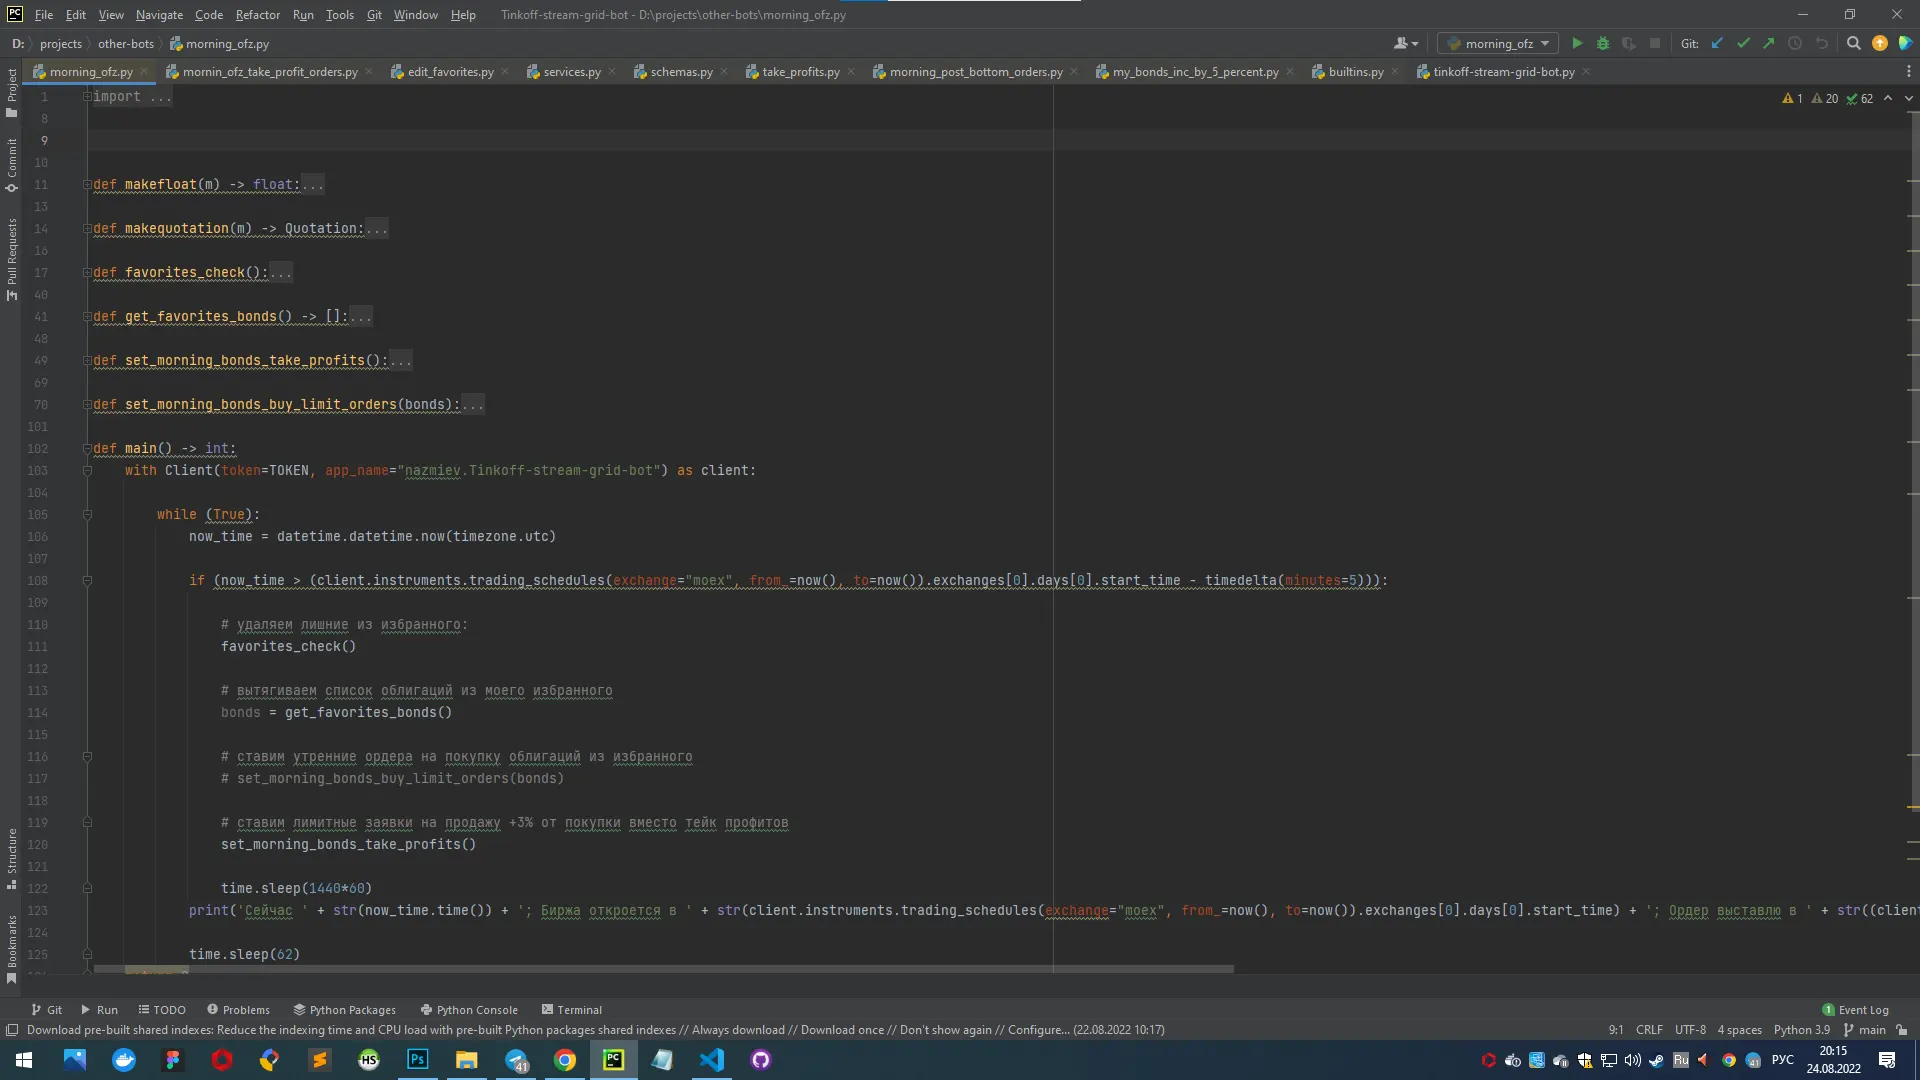 File Edit View Navigate Code Refactor Run Tools Git Window Help Tinkoff-stream-grid-bot - D:\projects\other-bots\morning_ofz.py
D: projects other-bots morning_ofz.py morning_ofz Git:
morning_ofz.py mornin_ofz_take_profit_orders.py edit_favorites.py services.py schemas.py take_profits.py morning_post_bottom_orders.py my_bonds_inc_by_5_percent.py builtins.py tinkoff-stream-grid-bot.py
Project
Commit
Pull Requests
Structure
Bookmarks
1 20 62
1 import ...
8
9
10
11 def makefloat(m) -> float:...
13
14 def makequotation(m) -> Quotation:...
16
17 def favorites_check():...
40
41 def get_favorites_bonds() -> []:...
48
49 def set_morning_bonds_take_profits():...
69
70 def set_morning_bonds_buy_limit_orders(bonds):...
101
102 def main() -> int:
103 with Client(token=TOKEN, app_name="nazmiev.Tinkoff-stream-grid-bot") as client:
104
105 while (True):
106 now_time = datetime.datetime.now(timezone.utc)
107
108 if (now_time > (client.instruments.trading_schedules(exchange="moex", from_=now(), to=now()).exchanges[0].days[0].start_time - timedelta(minutes=5))):
109
110 # удаляем лишние из избранного:
111 favorites_check()
112
113 # вытягиваем список облигаций из моего избранного
114 bonds = get_favorites_bonds()
115
116 # ставим утренние ордера на покупку облигаций из избранного
117 # set_morning_bonds_buy_limit_orders(bonds)
118
119 # ставим лимитные заявки на продажу +3% от покупки вместо тейк профитов
120 set_morning_bonds_take_profits()
121
122 time.sleep(1440*60)
123 print('Сейчас ' + str(now_time.time()) + '; Биржа откроется в ' + str(client.instruments.trading_schedules(exchange="moex", from_=now(), to=now()).exchanges[0].days[0].start_time) + '; Ордер выставлю в ' + str((client
124
125 time.sleep(62)
Git Run TODO Problems Python Packages Python Console Terminal 1 Event Log
Download pre-built shared indexes: Reduce the indexing time and CPU load with pre-built Python packages shared indexes // Always download // Download once // Don't show again // Configure... (22.08.2022 10:17) 9:1 CRLF UTF-8 4 spaces Python 3.9 main
HS Ps 41 PC Ru 41 РУС 20:15
24.08.2022